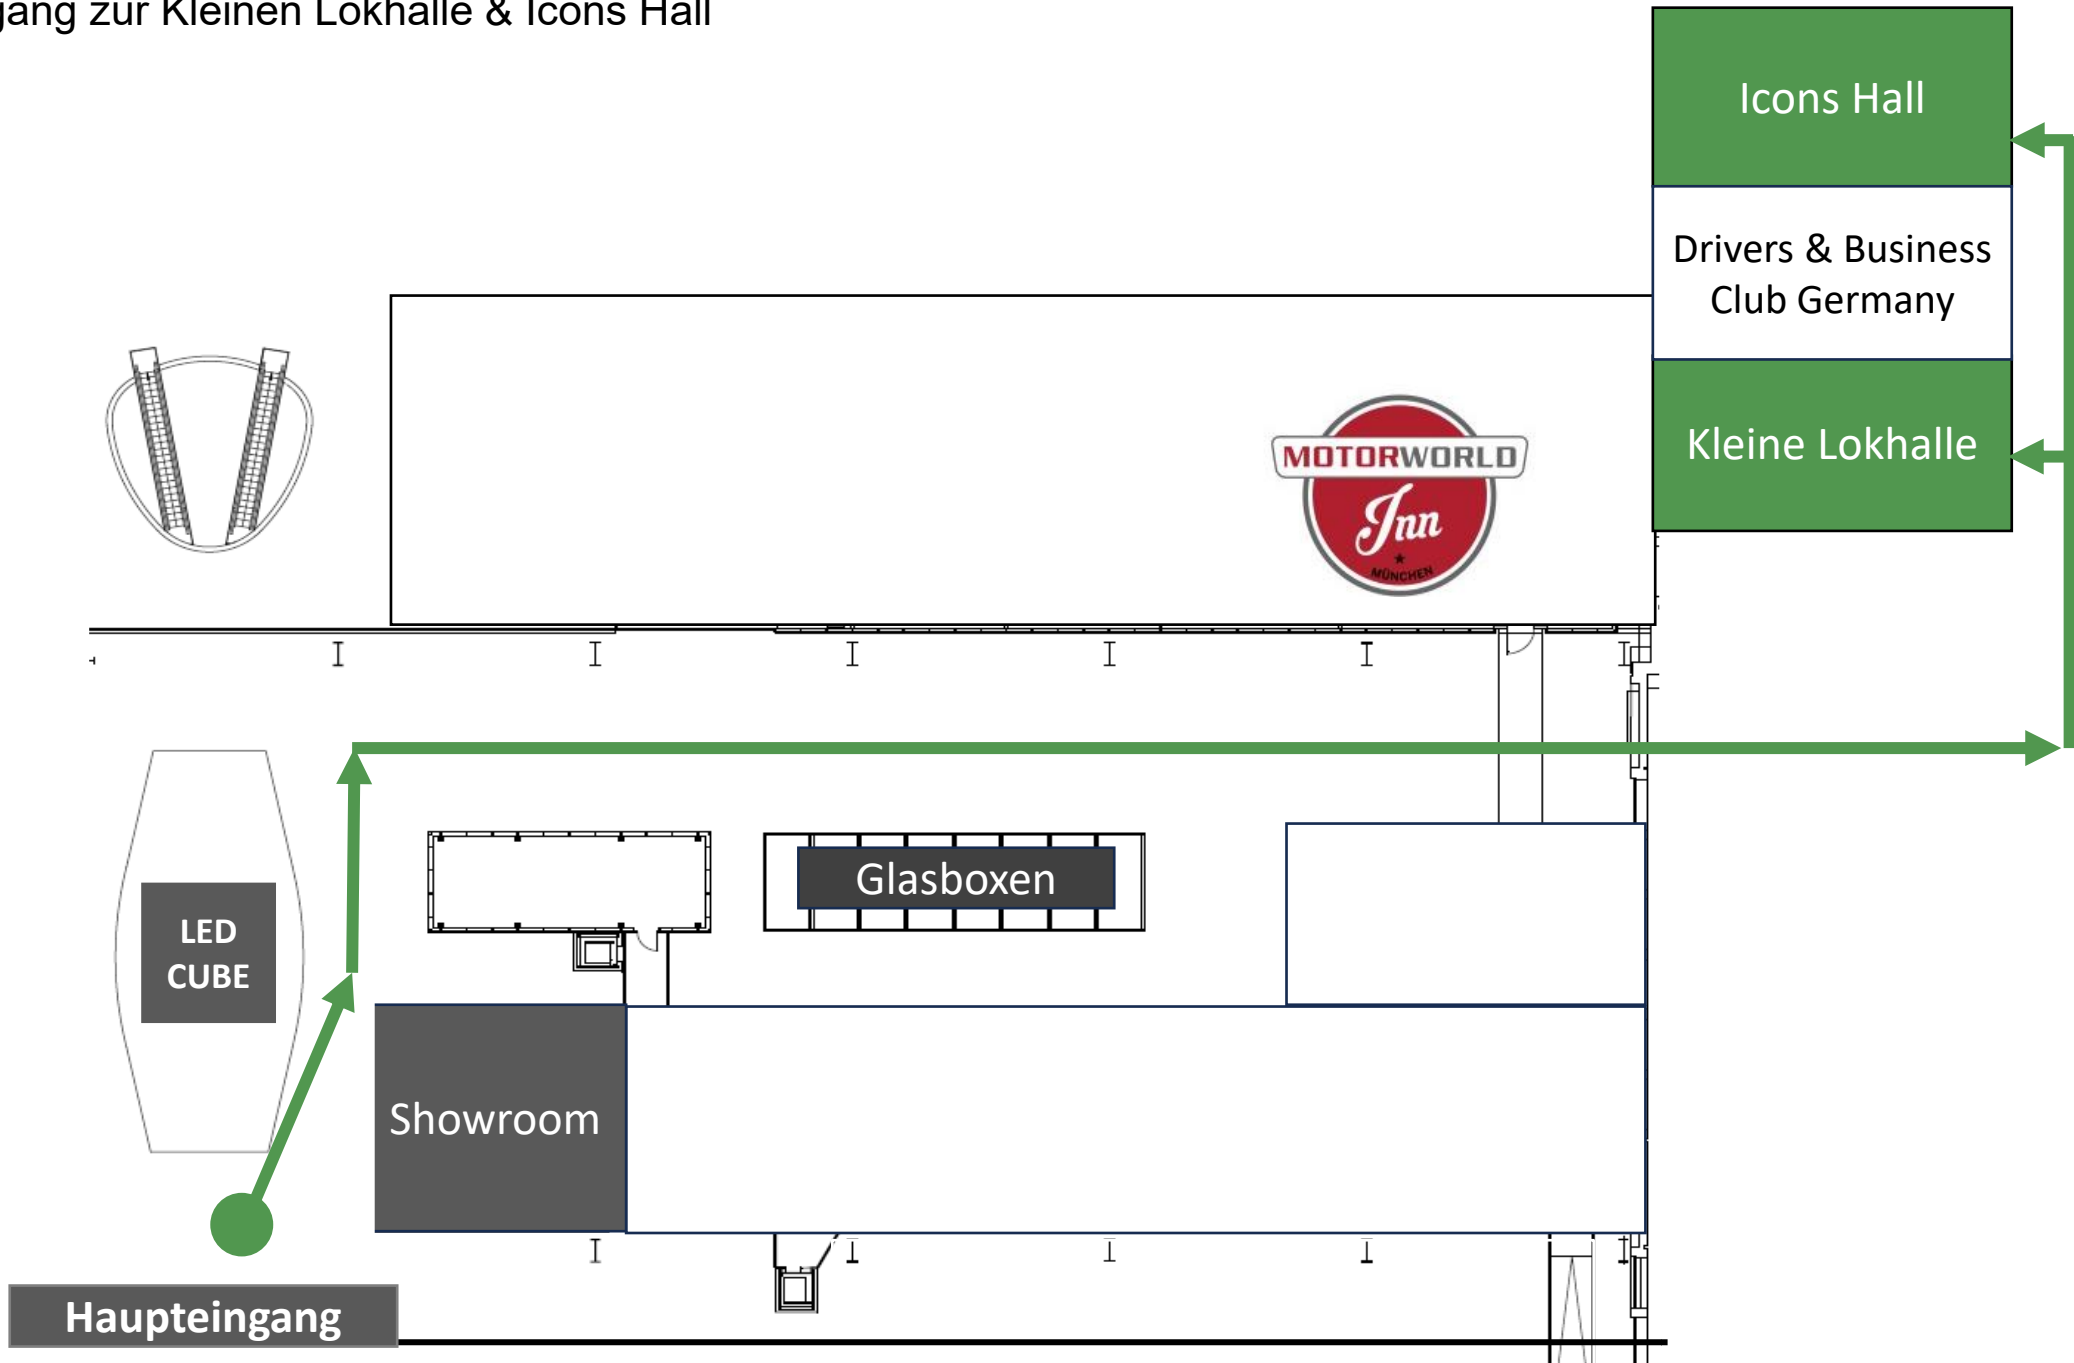 gang zur Kleinen Lokhalle & Icons Hall
Icons Hall
Drivers & Business
Club Germany
Kleine Lokhalle
MOTORWORLD
Inn
MÜNCHEN
Glasboxen
LED
CUBE
Showroom
Haupteingang